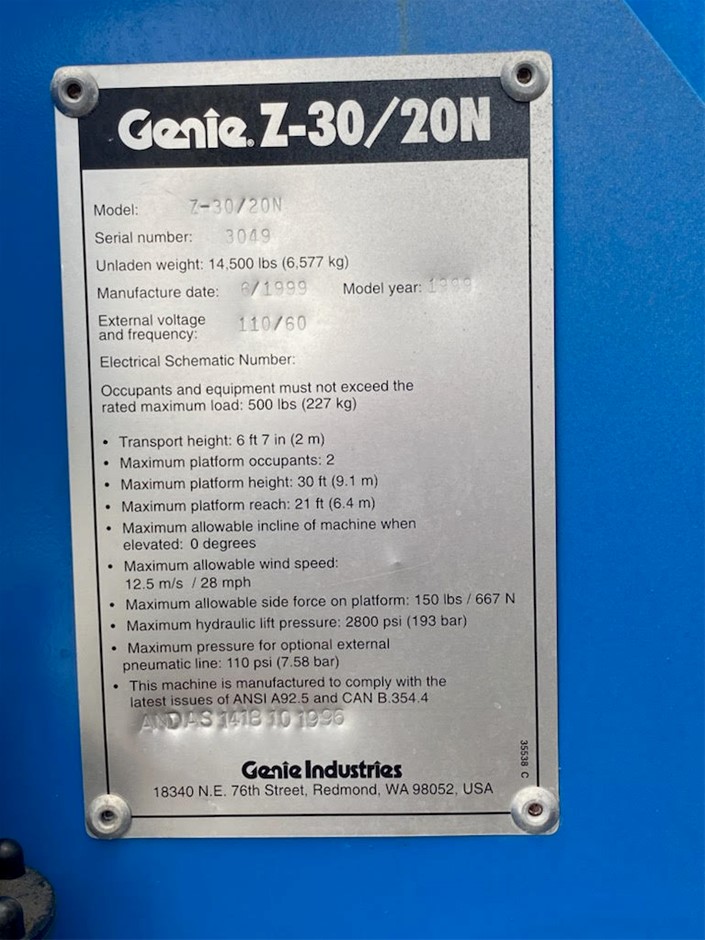 Genie. Z-30/20N
Model: Z-30/20N
Serial number: 3049
Unladen weight: 14,500 lbs (6,577 kg)
Manufacture date: 6/1999 Model year: 1999
External voltage
and frequency: 110/60
Electrical Schematic Number:
Occupants and equipment must not exceed the
rated maximum load: 500 lbs (227 kg)
• Transport height: 6 ft 7 in (2 m)
• Maximum platform occupants: 2
• Maximum platform height: 30 ft (9.1 m)
• Maximum platform reach: 21 ft (6.4 m)
• Maximum allowable incline of machine when
elevated: 0 degrees
• Maximum allowable wind speed:
12.5 m/s / 28 mph
• Maximum allowable side force on platform: 150 lbs / 667 N
• Maximum hydraulic lift pressure: 2800 psi (193 bar)
• Maximum pressure for optional external
pneumatic line: 110 psi (7.58 bar)
• This machine is manufactured to comply with the
latest issues of ANSI A92.5 and CAN B.354.4
AND AS 1418 10 1996
Genie Industries
18340 N.E. 76th Street, Redmond, WA 98052, USA
35538 C